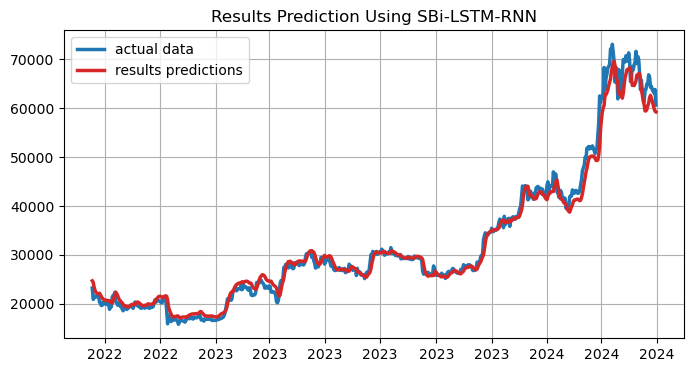 Results Prediction Using SBi-LSTM-RNN
actual data
results predictions
70000
60000
50000
40000
30000
20000
2022 2022 2023 2023 2023 2023 2023 2023 2024 2024 2024